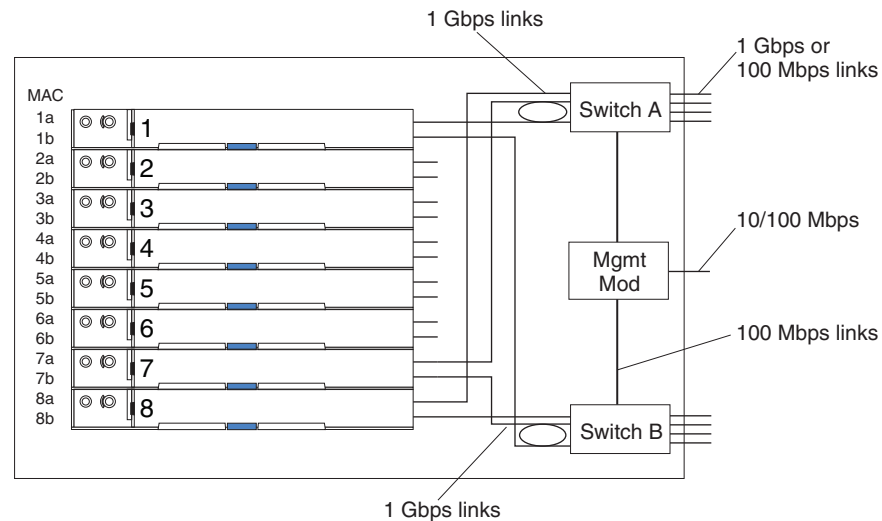 1 Gbps links
1 Gbps or
100 Mbps links
MAC
1a
1b
1
2a
2b
2
3a
3b
3
4a
4b
4
5a
5b
5
6a
6b
6
7a
7b
7
8a
8b
8
Switch A
10/100 Mbps
Mgmt
Mod
100 Mbps links
Switch B
1 Gbps links